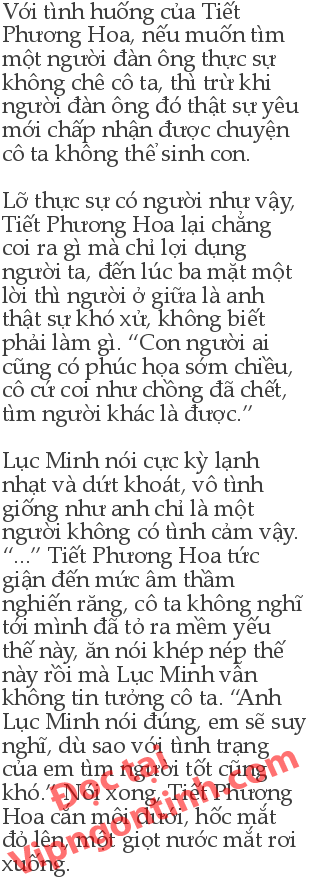 Với tình huống của Tiết
Phương Hoa, nếu muốn tìm
một người đàn ông thực sự
không chê cô ta, thì trừ khi
người đàn ông đó thật sự yêu
mới chấp nhận được chuyện
cô ta không thể sinh con.
Lỡ thực sự có người như vậy,
Tiết Phương Hoa lại chẳng
coi ra gì mà chỉ lợi dụng
người ta, đến lúc ba mặt một
lời thì người ở giữa là anh
thật sự khó xử, không biết
phải làm gì. “Con người ai
cũng có phúc họa sớm chiều,
cô cứ coi như chồng đã chết,
tìm người khác là được.”
Lục Minh nói cực kỳ lạnh
nhạt và dứt khoát, vô tình
giống như anh chỉ là một
người không có tình cảm vậy.
“...” Tiết Phương Hoa tức
giận đến mức âm thầm
nghiến răng, cô ta không nghĩ
tới mình đã tỏ ra mềm yếu
thế này, ăn nói khép nép thế
này rồi mà Lục Minh vẫn
không tin tưởng cô ta. “Anh
Lục Minh nói đúng, em sẽ suy
nghĩ, dù sao với tình trạng
của em tìm người tốt cũng
khó.” Nói xong, Tiết Phương
Hoa cắn môi dưới, hốc mắt
đỏ lên, một giọt nước mắt rơi
xuống.
Đọc tại
Vipngontinh.com